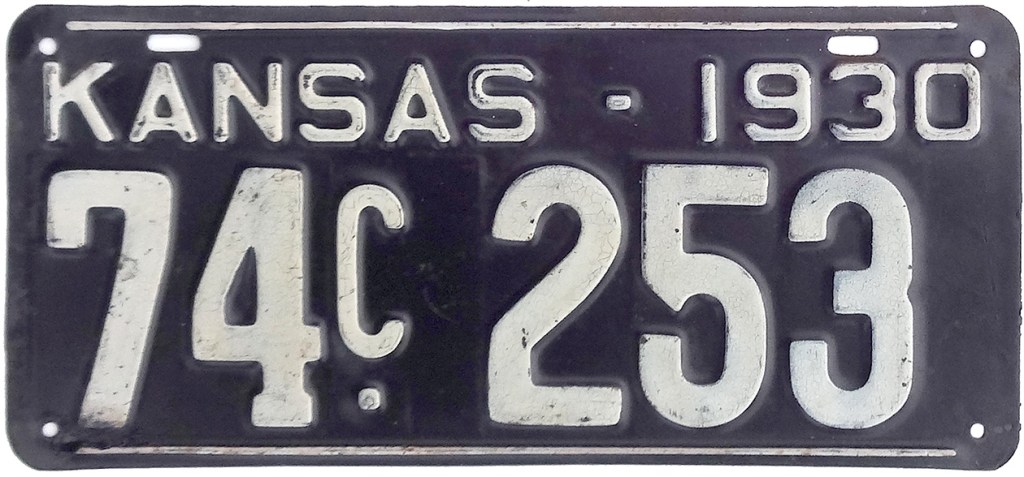 KANSAS - 1930
74C.253